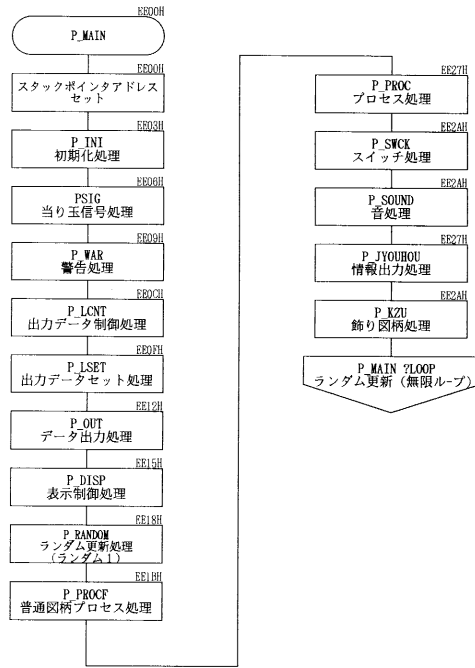 EE00H
P_MAIN
EE00H
スタックポインタアドレス
セット
EE03H
P_INI
初期化処理
EE06H
PSIG
当り玉信号処理
EE09H
P_WAR
警告処理
EE0CH
P_LCNT
出力データ制御処理
EE0FH
P_LSET
出力データセット処理
EE12H
P_OUT
データ出力処理
EE15H
P_DISP
表示制御処理
EE18H
P_RANDOM
ランダム更新処理
(ランダム1)
EE1BH
P_PROCF
普通図柄プロセス処理
EE27H
P_PROC
プロセス処理
EE2AH
P_SWCK
スイッチ処理
EE2AH
P_SOUND
音処理
EE27H
P_JYOUHOU
情報出力処理
EE2AH
P_KZU
飾り図柄処理
P_MAIN ?LOOP
ランダム更新(無限ループ)